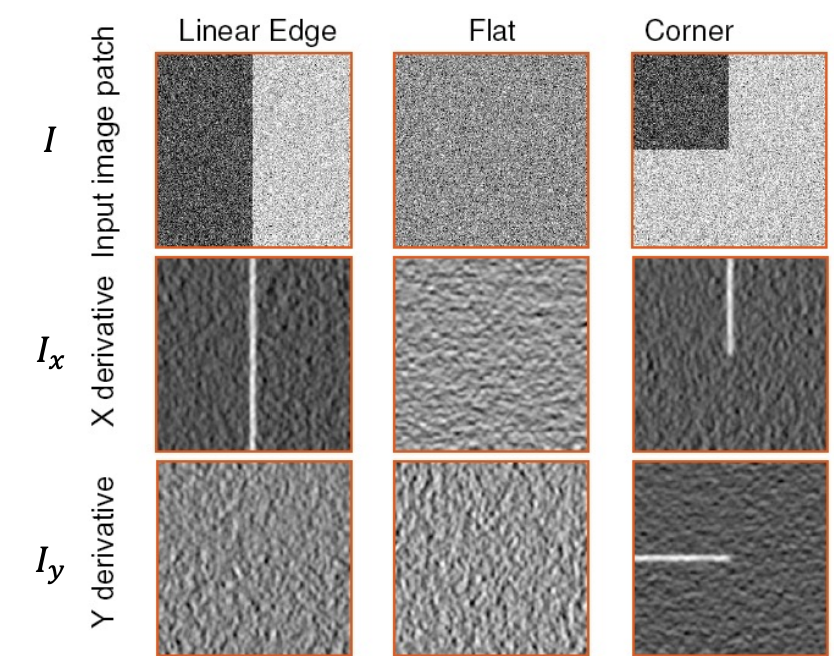 Linear Edge Flat Corner
I Input image patch
Iₓ X derivative
I_y Y derivative